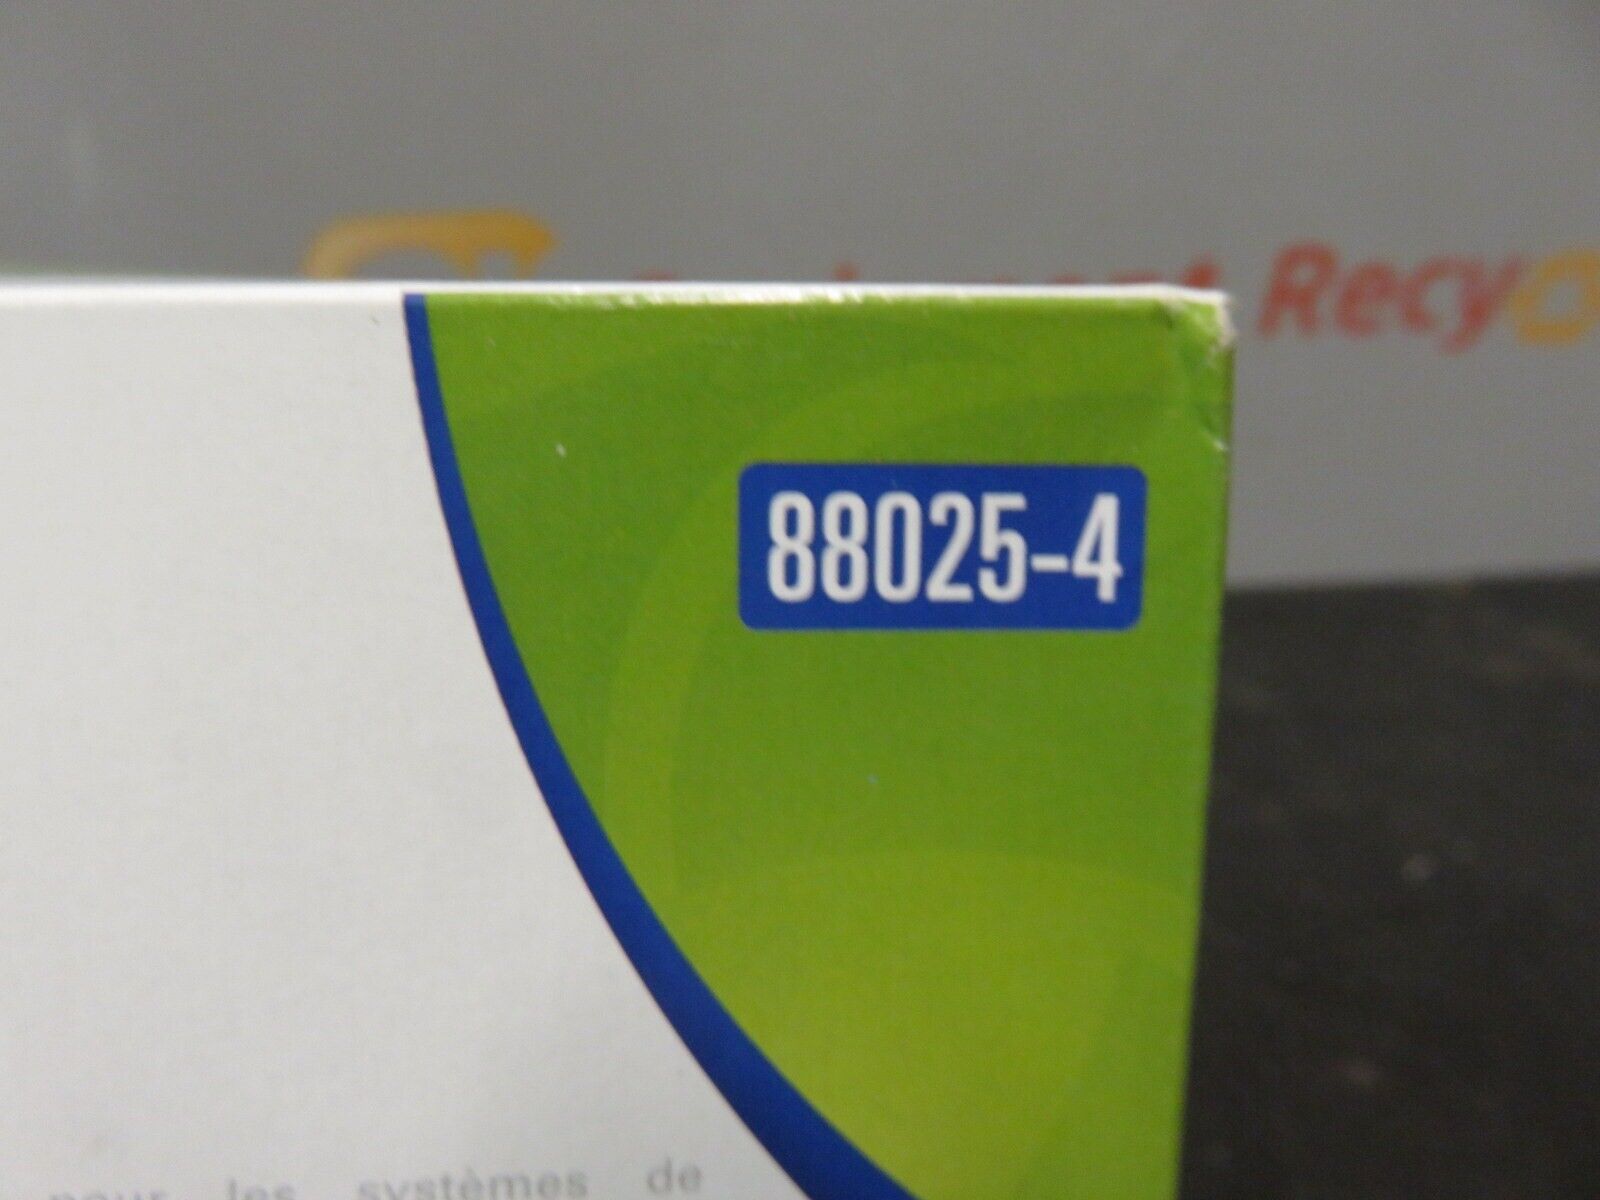 Recy
88025-4
pour les systèmes de